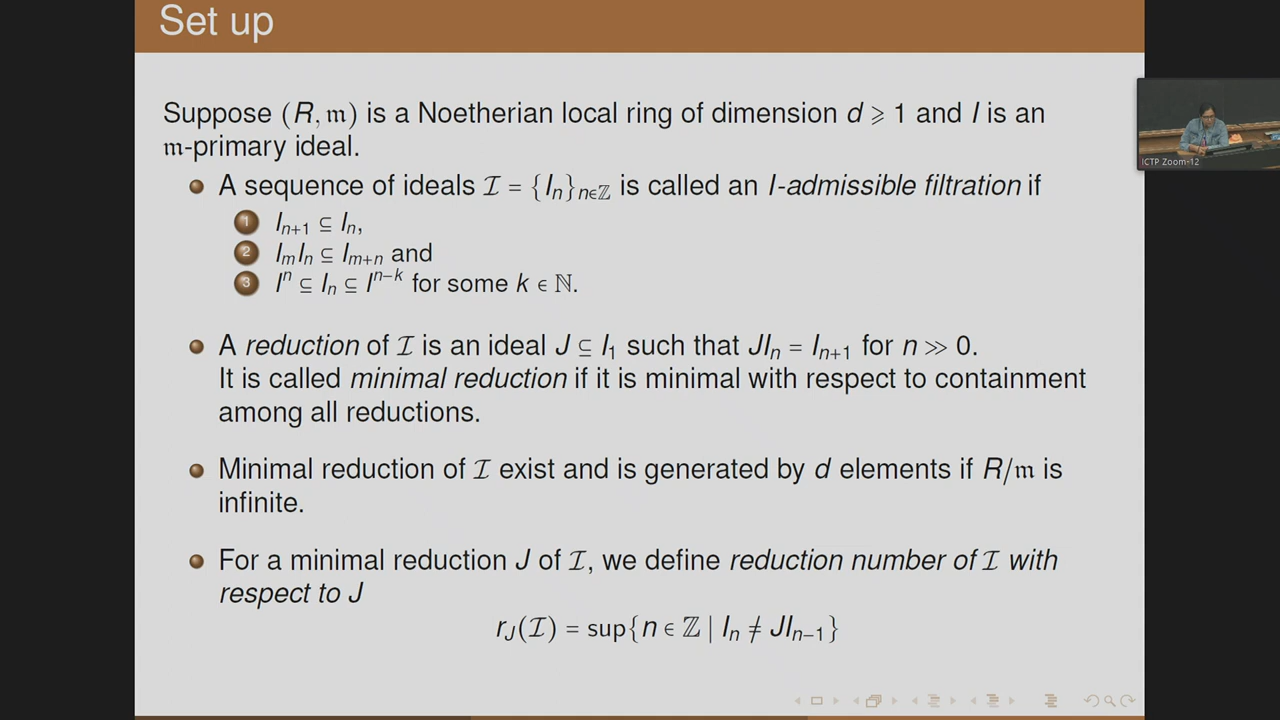 Set up
Suppose (R, 𝔪) is a Noetherian local ring of dimension d ⩾ 1 and I is an
𝔪-primary ideal.
A sequence of ideals ℐ = {Iₙ}ₙ∈ℤ is called an I-admissible filtration if
1 Iₙ₊₁ ⊆ Iₙ,
2 IₘIₙ ⊆ Iₘ₊ₙ and
3 Iⁿ ⊆ Iₙ ⊆ Iⁿ⁻ᵏ for some k ∈ ℕ.
A reduction of ℐ is an ideal J ⊆ I₁ such that JIₙ = Iₙ₊₁ for n ≫ 0.
It is called minimal reduction if it is minimal with respect to containment
among all reductions.
Minimal reduction of ℐ exist and is generated by d elements if R/𝔪 is
infinite.
For a minimal reduction J of ℐ, we define reduction number of ℐ with
respect to J
r_J(ℐ) = sup{n ∈ ℤ | Iₙ ≠ JIₙ₋₁}
ICTP Zoom-12